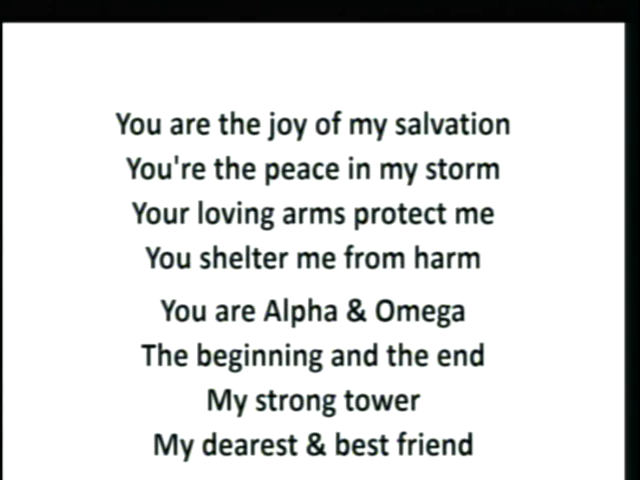 You are the joy of my salvation
You're the peace in my storm
Your loving arms protect me
You shelter me from harm
You are Alpha & Omega
The beginning and the end
My strong tower
My dearest & best friend